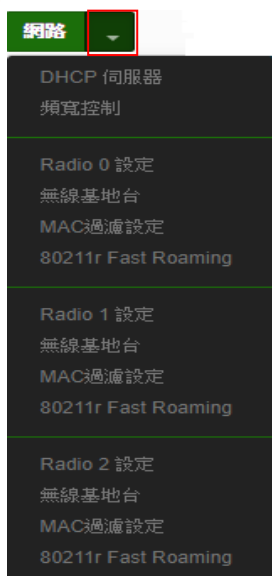 網路
DHCP 伺服器
頻寬控制
Radio 0 設定
無線基地台
MAC過濾設定
80211r Fast Roaming
Radio 1 設定
無線基地台
MAC過濾設定
80211r Fast Roaming
Radio 2 設定
無線基地台
MAC過濾設定
80211r Fast Roaming